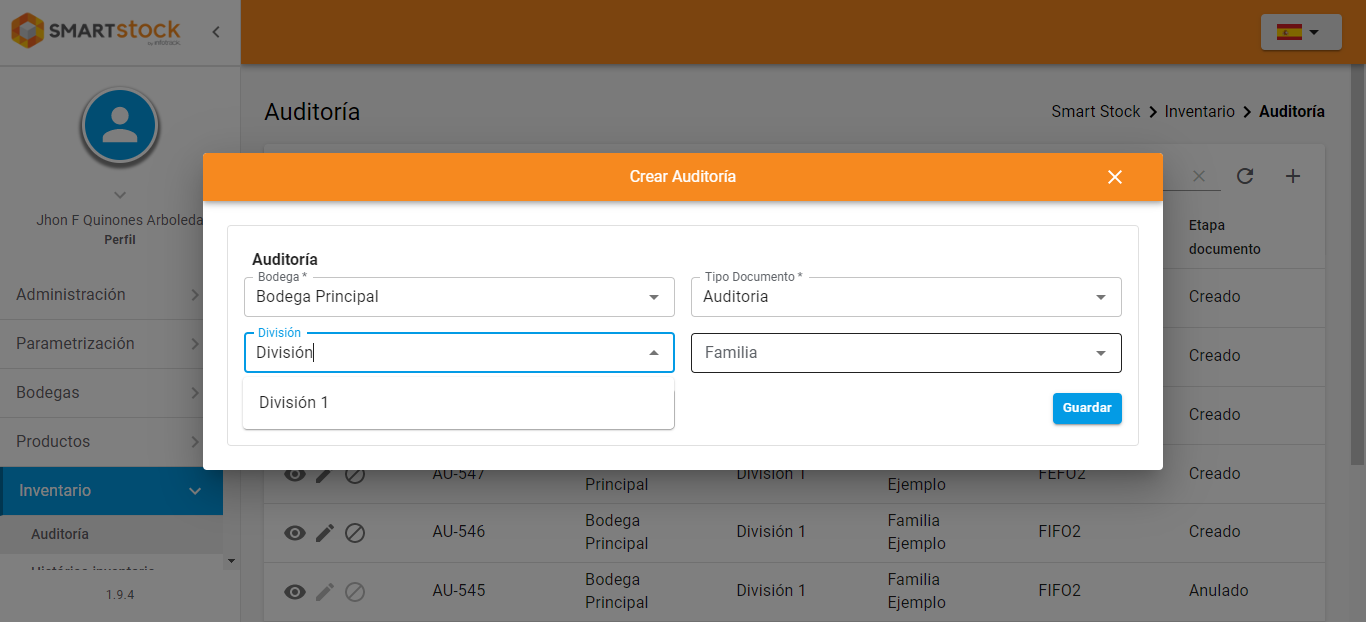 SMARTstock
Auditoría
Smart Stock
Inventario
Auditoría
Jhon F Quinones Arboleda
Perfil
Administración
Parametrización
Bodegas
Productos
Inventario
Auditoría
1.9.4
Crear Auditoría
Auditoría
Bodega *
Bodega Principal
Tipo Documento *
Auditoria
División
División
Familia
División 1
Guardar
Etapa
documento
Creado
Creado
Creado
AU-547
Principal
División 1
Ejemplo
FEFO2
Creado
AU-546
Bodega
Principal
División 1
Familia
Ejemplo
FIFO2
Creado
AU-545
Bodega
Principal
División 1
Familia
Ejemplo
FIFO2
Anulado